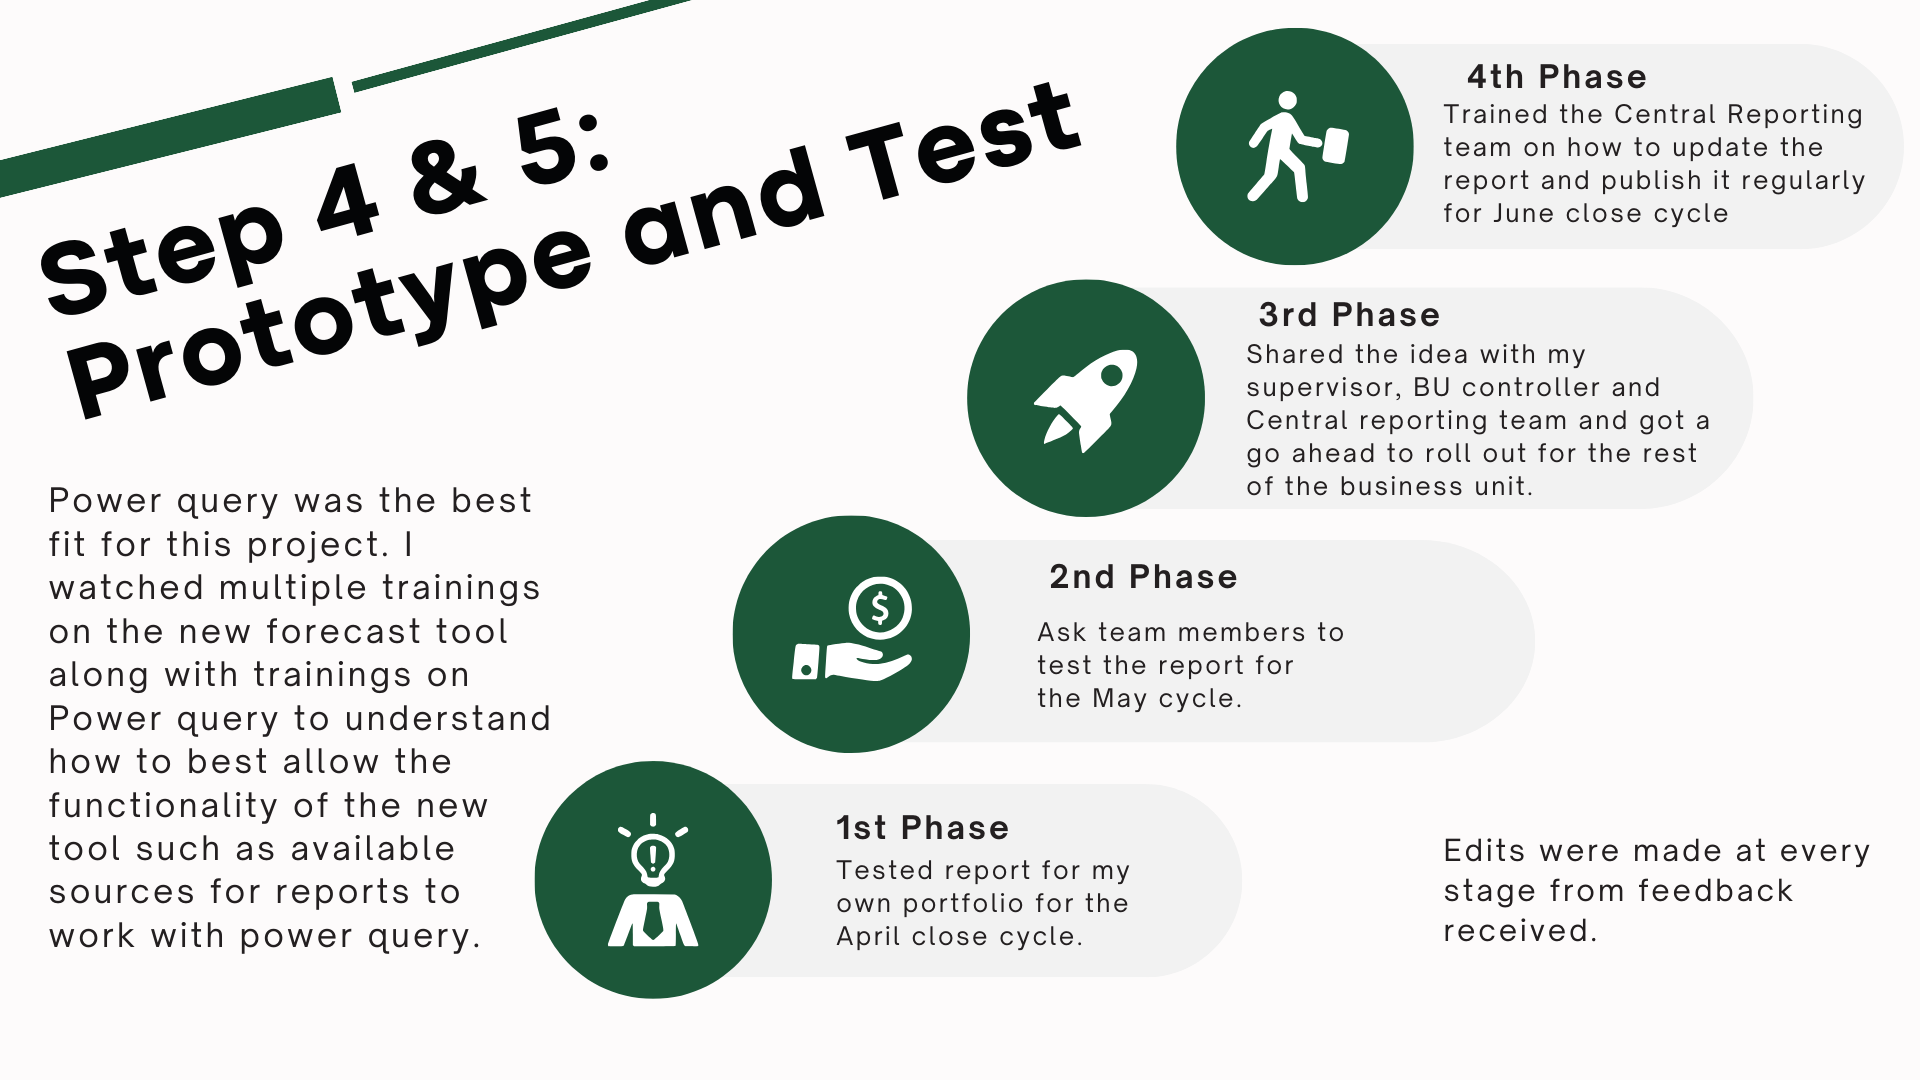 Step 4 & 5:
Prototype and Test
Power query was the best
fit for this project. I
watched multiple trainings
on the new forecast tool
along with trainings on
Power query to understand
how to best allow the
functionality of the new
tool such as available
sources for reports to
work with power query.
4th Phase
Trained the Central Reporting
team on how to update the
report and publish it regularly
for June close cycle
3rd Phase
Shared the idea with my
supervisor, BU controller and
Central reporting team and got a
go ahead to roll out for the rest
of the business unit.
$
2nd Phase
Ask team members to
test the report for
the May cycle.
!
1st Phase
Tested report for my
own portfolio for the
April close cycle.
Edits were made at every
stage from feedback
received.